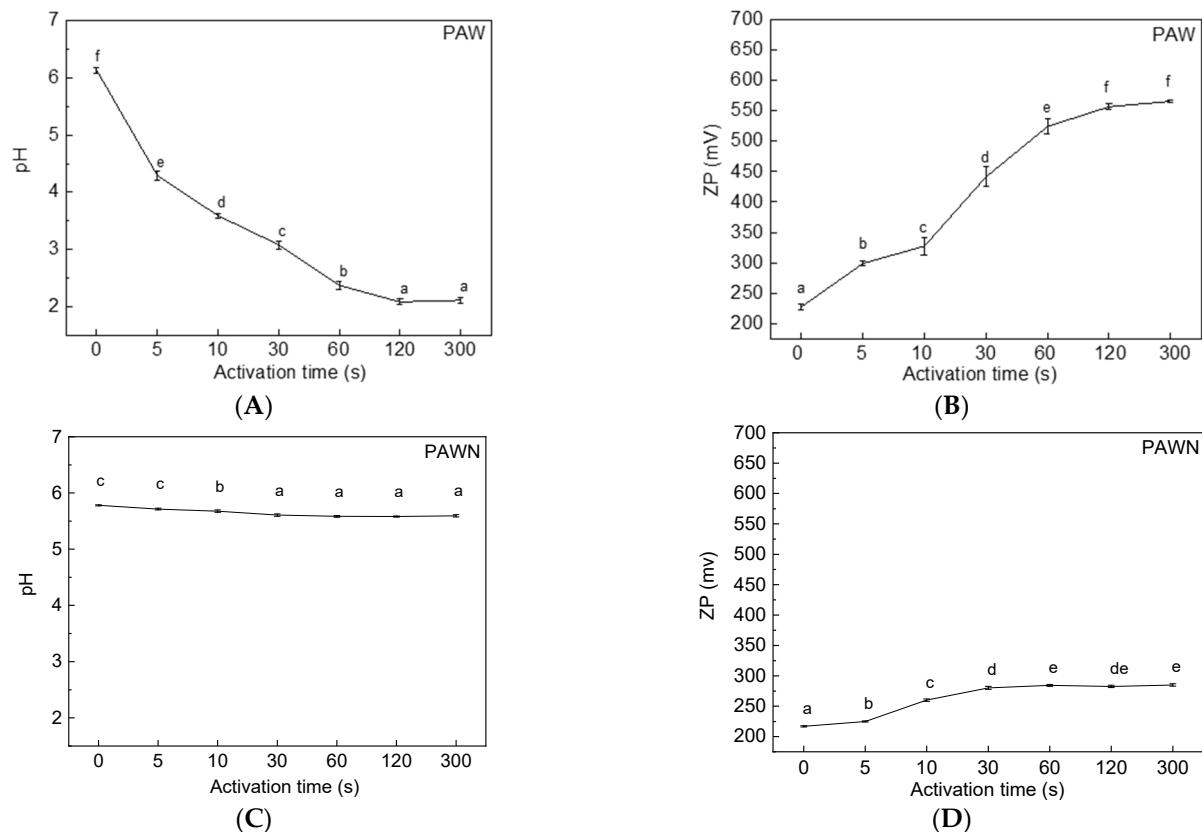 7
PAW
f
6
5
e
4
d
pH
c
3
b
a
a
2
0 5 10 30 60 120 300
Activation time (s)
(A)
700
PAW
650
600
f
f
550
e
500
450
d
ZP (mV)
400
350
c
300
b
250
a
200
0 5 10 30 60 120 300
Activation time (s)
(B)
7
PAWN
c c b a a a a
6
5
pH
4
3
2
0 5 10 30 60 120 300
Activation time (s)
(C)
700
PAWN
650
600
550
500
450
ZP (mv)
400
350
300
a b c d e de e
250
200
0 5 10 30 60 120 300
Activation time (s)
(D)